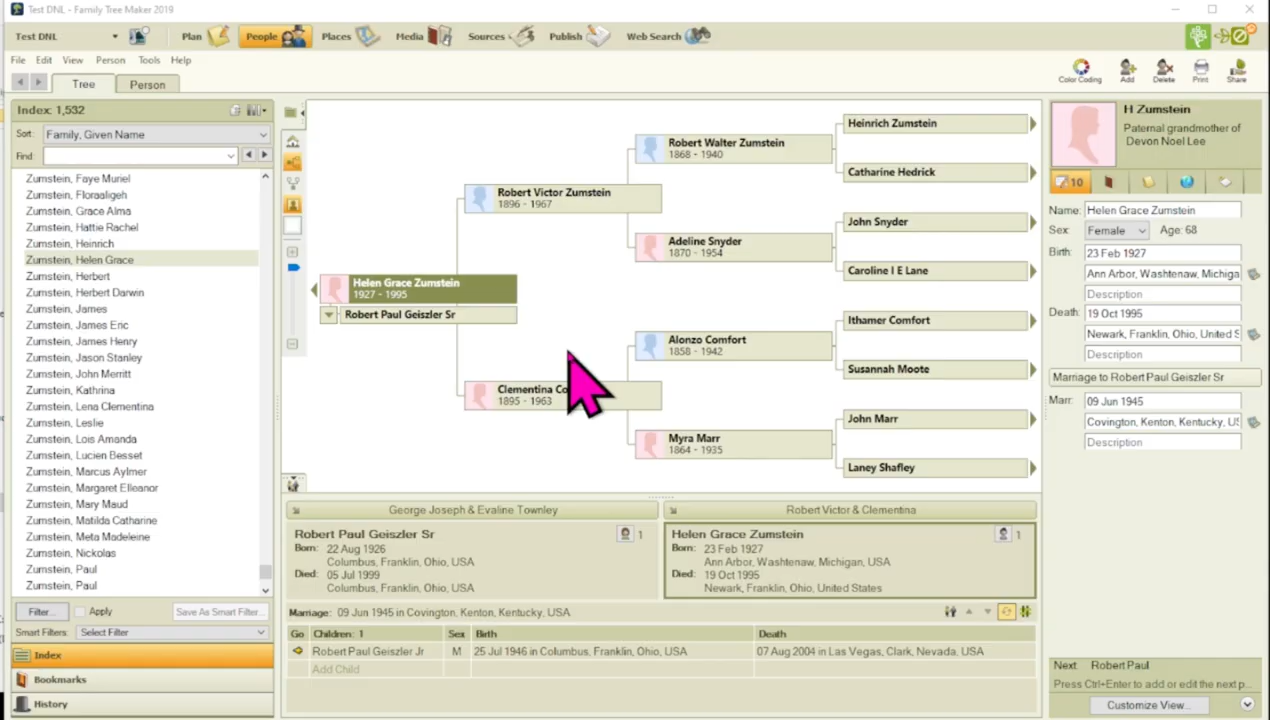 Test DNL - Family Tree Maker 2019
Test DNL
Plan
People
Places
Media
Sources
Publish
Web Search
File Edit View Person Tools Help
Color Coding
Add
Delete
Print
Share
Tree
Person
Index: 1,532
Sort: Family, Given Name
Find:
Zumstein, Faye Muriel
Zumstein, Floraaligeh
Zumstein, Grace Alma
Zumstein, Hattie Rachel
Zumstein, Heinrich
Zumstein, Helen Grace
Zumstein, Herbert
Zumstein, Herbert Darwin
Zumstein, James
Zumstein, James Eric
Zumstein, James Henry
Zumstein, Jason Stanley
Zumstein, John Merritt
Zumstein, Kathrina
Zumstein, Lena Clementina
Zumstein, Leslie
Zumstein, Lois Amanda
Zumstein, Lucien Besset
Zumstein, Marcus Aylmer
Zumstein, Margaret Elleanor
Zumstein, Mary Maud
Zumstein, Matilda Catharine
Zumstein, Meta Madeleine
Zumstein, Nickolas
Zumstein, Paul
Zumstein, Paul
Filter...
Apply
Save As Smart Filter...
Smart Filters: Select Filter
Index
Bookmarks
History
Helen Grace Zumstein
1927 - 1995
Robert Paul Geiszler Sr
Robert Victor Zumstein
1896 - 1967
Clementina Co
1895 - 1963
Robert Walter Zumstein
1868 - 1940
Adeline Snyder
1870 - 1954
Alonzo Comfort
1858 - 1942
Myra Marr
1864 - 1935
Heinrich Zumstein
Catharine Hedrick
John Snyder
Caroline I E Lane
Ithamer Comfort
Susannah Moote
John Marr
Laney Shafley
George Joseph & Evaline Townley
Robert Paul Geiszler Sr
1
Born: 22 Aug 1926
Columbus, Franklin, Ohio, USA
Died: 05 Jul 1999
Columbus, Franklin, Ohio, USA
Robert Victor & Clementina
Helen Grace Zumstein
1
Born: 23 Feb 1927
Ann Arbor, Washtenaw, Michigan, USA
Died: 19 Oct 1995
Newark, Franklin, Ohio, United States
Marriage: 09 Jun 1945 in Covington, Kenton, Kentucky, USA
Go Children: 1 Sex Birth Death
Robert Paul Geiszler Jr M 25 Jul 1946 in Columbus, Franklin, Ohio, USA 07 Aug 2004 in Las Vegas, Clark, Nevada, USA
Add Child
H Zumstein
Paternal grandmother of
Devon Noel Lee
10
Name: Helen Grace Zumstein
Sex: Female Age: 68
Birth: 23 Feb 1927
Ann Arbor, Washtenaw, Michiga
Description
Death: 19 Oct 1995
Newark, Franklin, Ohio, United S
Description
Marriage to Robert Paul Geiszler Sr
Marr: 09 Jun 1945
Covington, Kenton, Kentucky, US
Description
Next: Robert Paul
Press Ctrl+Enter to add or edit the next p...
Customize View...